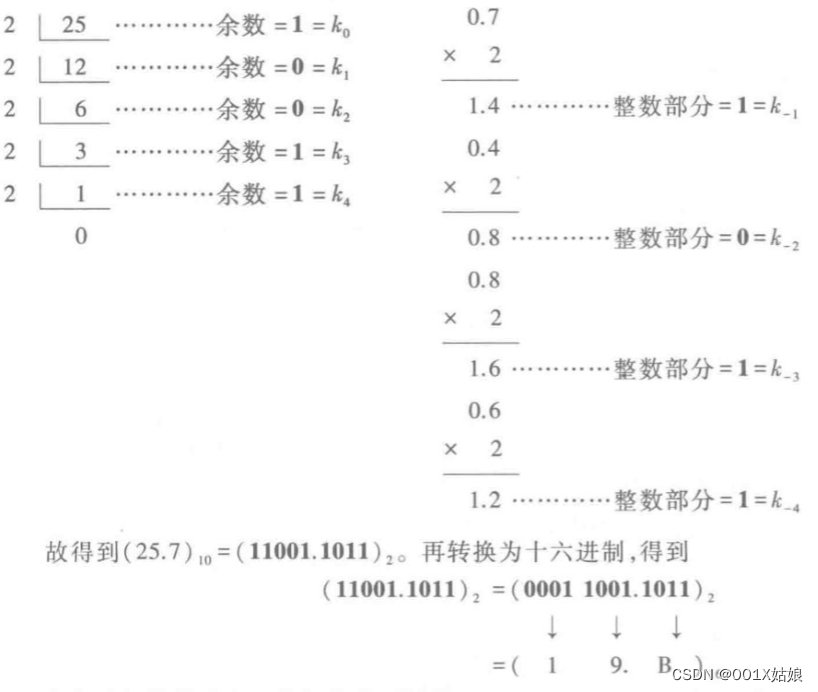 2 25 …………余数 = 1 = k₀
2 12 …………余数 = 0 = k₁
2 6 …………余数 = 0 = k₂
2 3 …………余数 = 1 = k₃
2 1 …………余数 = 1 = k₄
0
0.7
× 2
1.4 …………整数部分 = 1 = k₋₁
0.4
× 2
0.8 …………整数部分 = 0 = k₋₂
0.8
× 2
1.6 …………整数部分 = 1 = k₋₃
0.6
× 2
1.2 …………整数部分 = 1 = k₋₄
故得到(25.7)₁₀ = (11001.1011)₂。再转换为十六进制,得到
(11001.1011)₂ = (0001 1001.1011)₂
↓ ↓ ↓
= ( 1 9. B )
CSDN @001X姑娘